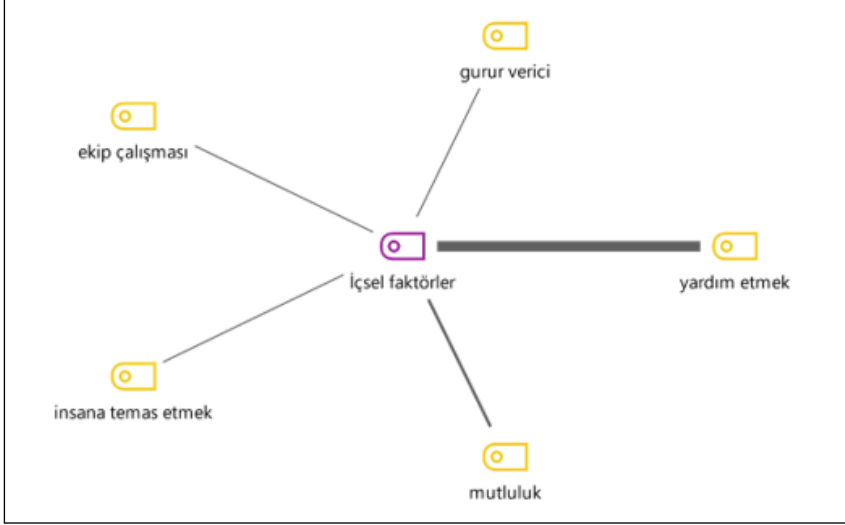 gurur verici
ekip çalışması
İçsel faktörler
yardım etmek
insana temas etmek
mutluluk